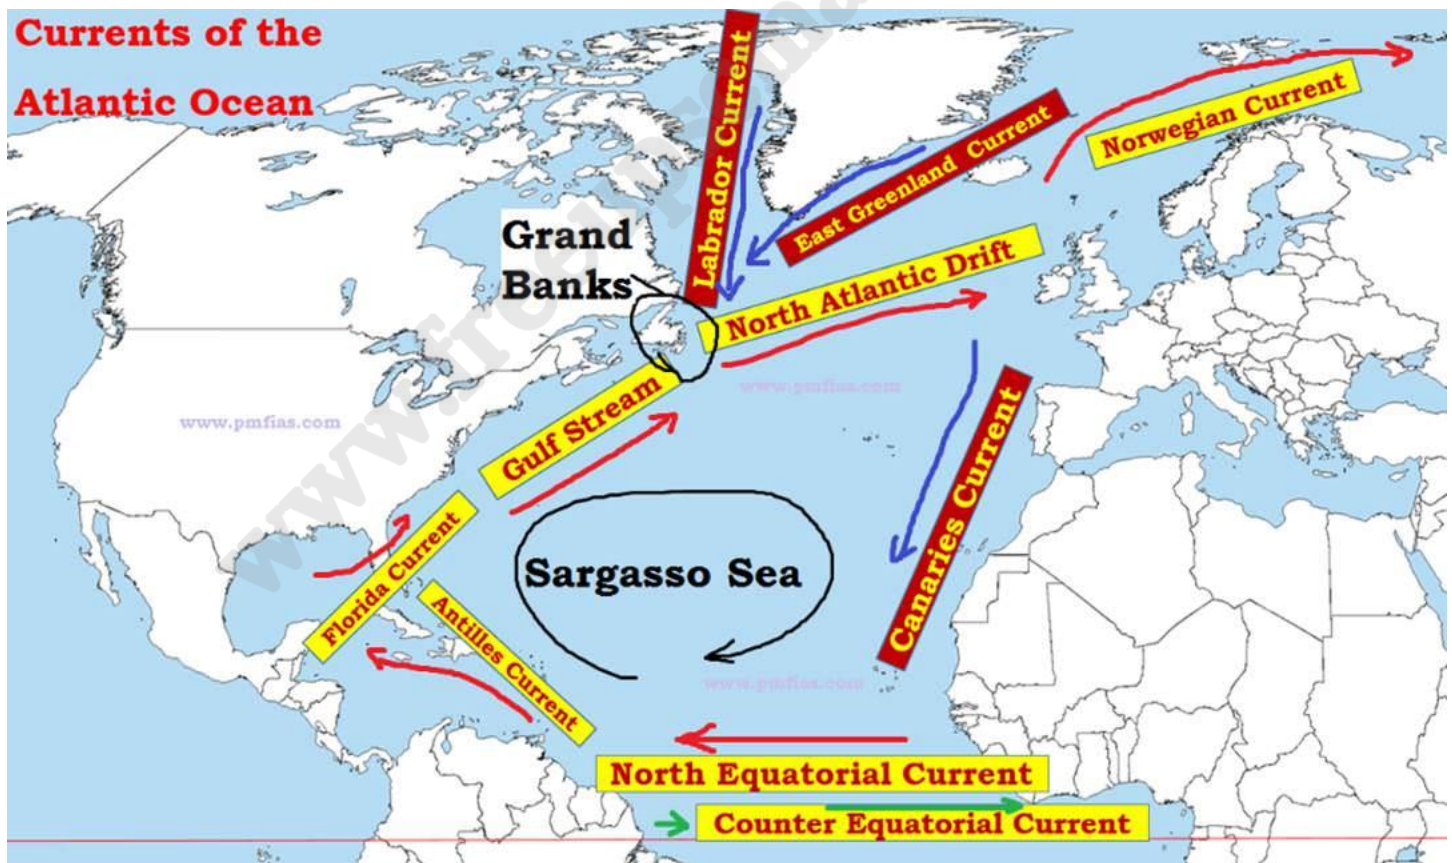 Currents of the
Atlantic Ocean
Norwegian Current
Labrador Current
East Greenland Current
Grand
Banks
North Atlantic Drift
www.pmfias.com
Gulf Stream
www.pmfias.com
Canaries Current
Florida Current
Sargasso Sea
Antilles Current
www.pmfias.com
North Equatorial Current
Counter Equatorial Current